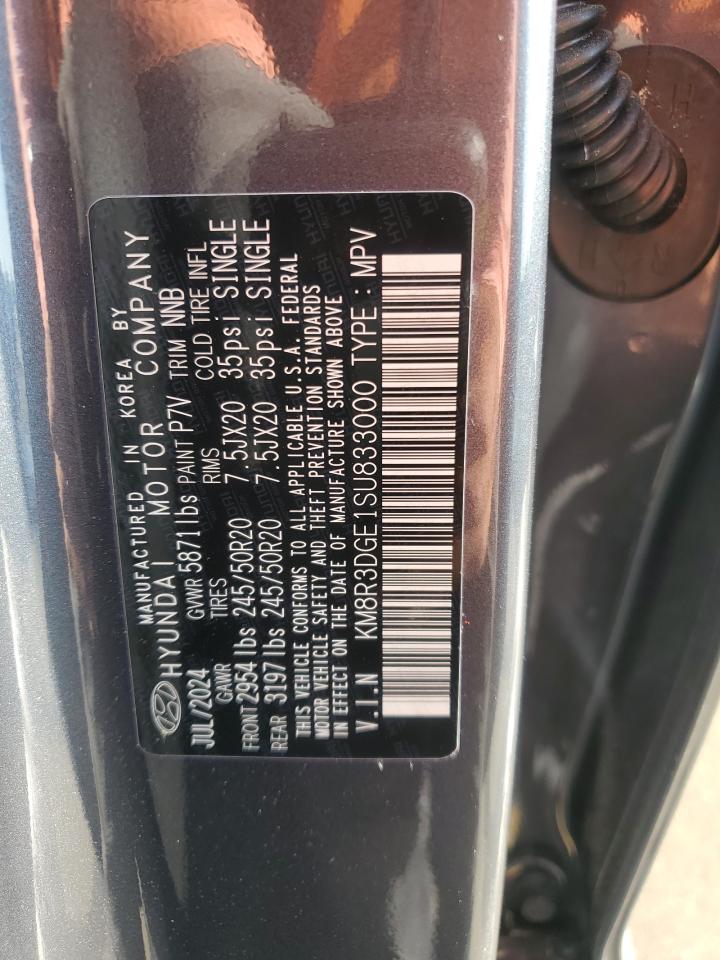 MANUFACTURED IN KOREA BY
HYUNDAI MOTOR COMPANY
JUL/2024 GVWR 5871lbs PAINT P7V TRIM NNB
GAWR TIRES RIMS COLD TIRE INFL
FRONT 2954 lbs 245/50R20 7.5JX20 35psi SINGLE
REAR 3197 lbs 245/50R20 7.5JX20 35psi SINGLE
THIS VEHICLE CONFORMS TO ALL APPLICABLE U.S.A. FEDERAL
MOTOR VEHICLE SAFETY AND THEFT PREVENTION STANDARDS
IN EFFECT ON THE DATE OF MANUFACTURE SHOWN ABOVE
V.I.N KM8R3DGE1SU833000 TYPE : MPV